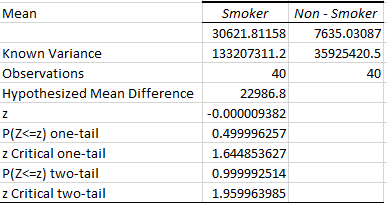 Mean Smoker Non - Smoker
30621.81158 7635.03087
Known Variance 133207311.2 35925420.5
Observations 40 40
Hypothesized Mean Difference 22986.8
z -0.000009382
P(Z<=z) one-tail 0.499996257
z Critical one-tail 1.644853627
P(Z<=z) two-tail 0.999992514
z Critical two-tail 1.959963985